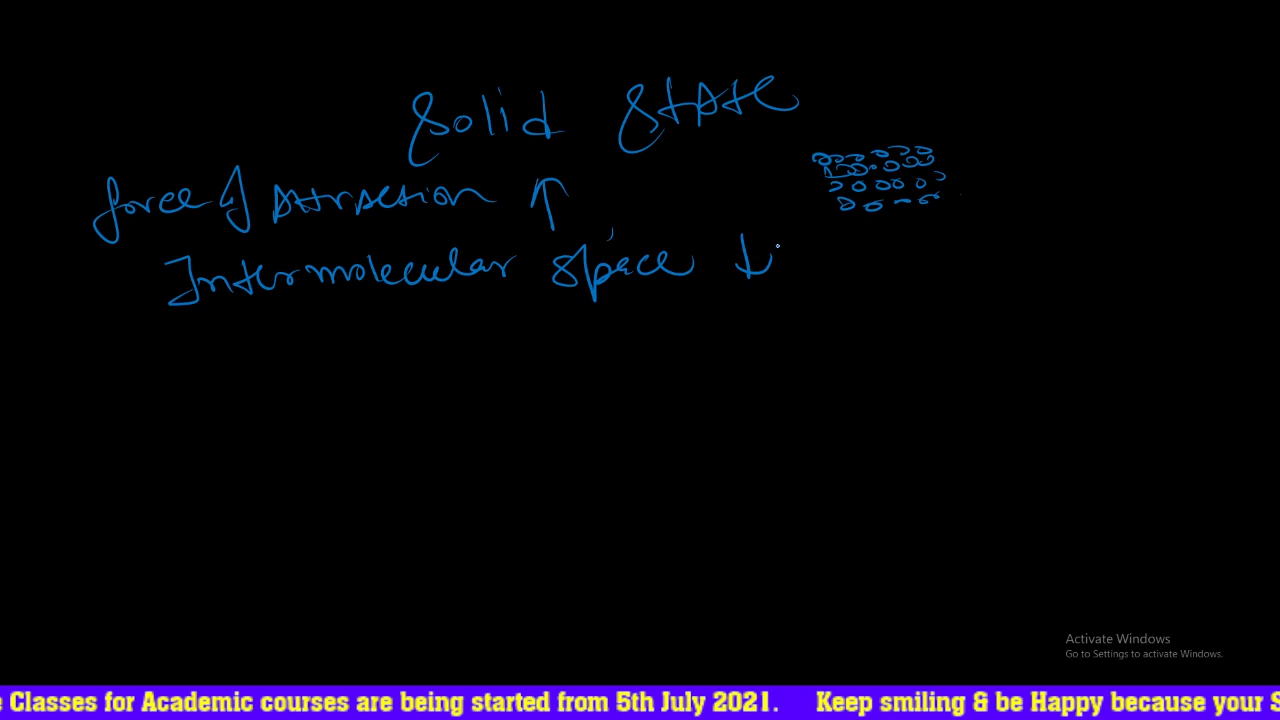 Solid State
force of Attraction ↑
Intermolecular space ↓
Activate Windows
Go to Settings to activate Windows.
e Classes for Academic courses are being started from 5th July 2021. Keep smiling & be Happy because your S